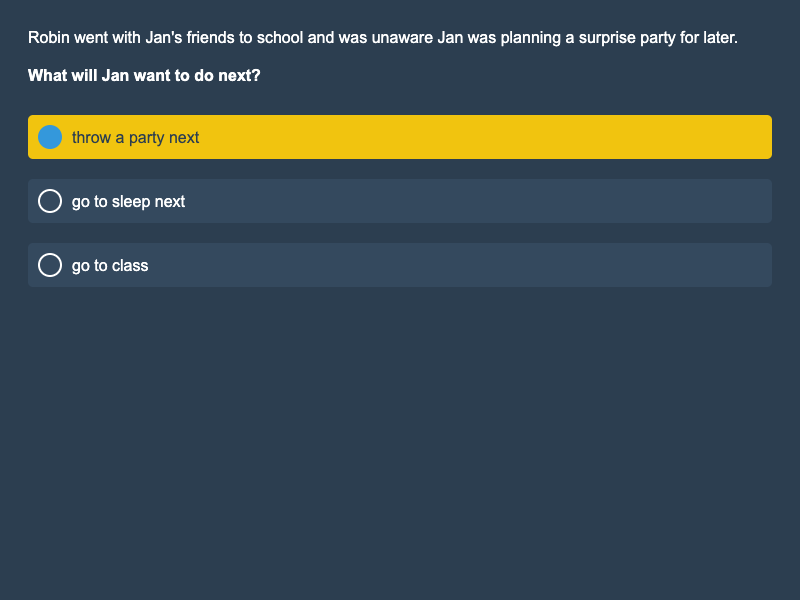 Robin went with Jan's friends to school and was unaware Jan was planning a surprise party for later.
What will Jan want to do next?
throw a party next
go to sleep next
go to class